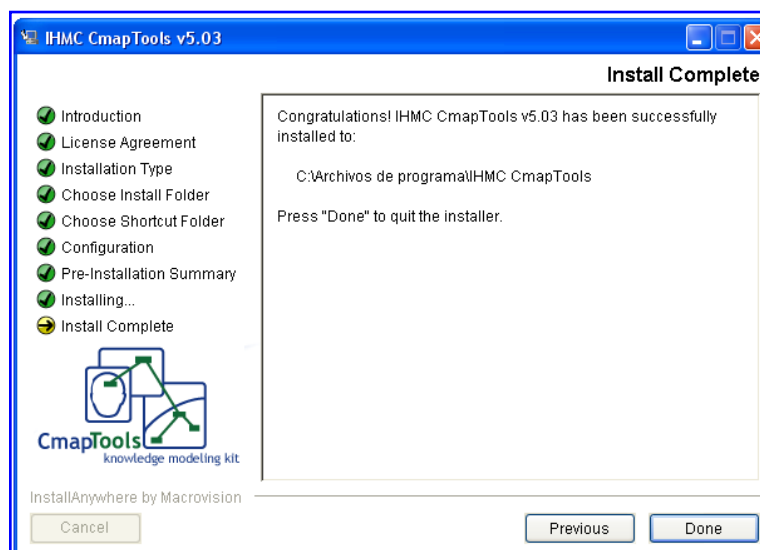 IHMC CmapTools v5.03
Install Complete
Introduction
License Agreement
Installation Type
Choose Install Folder
Choose Shortcut Folder
Configuration
Pre-Installation Summary
Installing...
Install Complete
CmapTools
knowledge modeling kit
Congratulations! IHMC CmapTools v5.03 has been successfully
installed to:
C:\Archivos de programa\IHMC CmapTools
Press "Done" to quit the installer.
InstallAnywhere by Macrovision
Cancel
Previous
Done